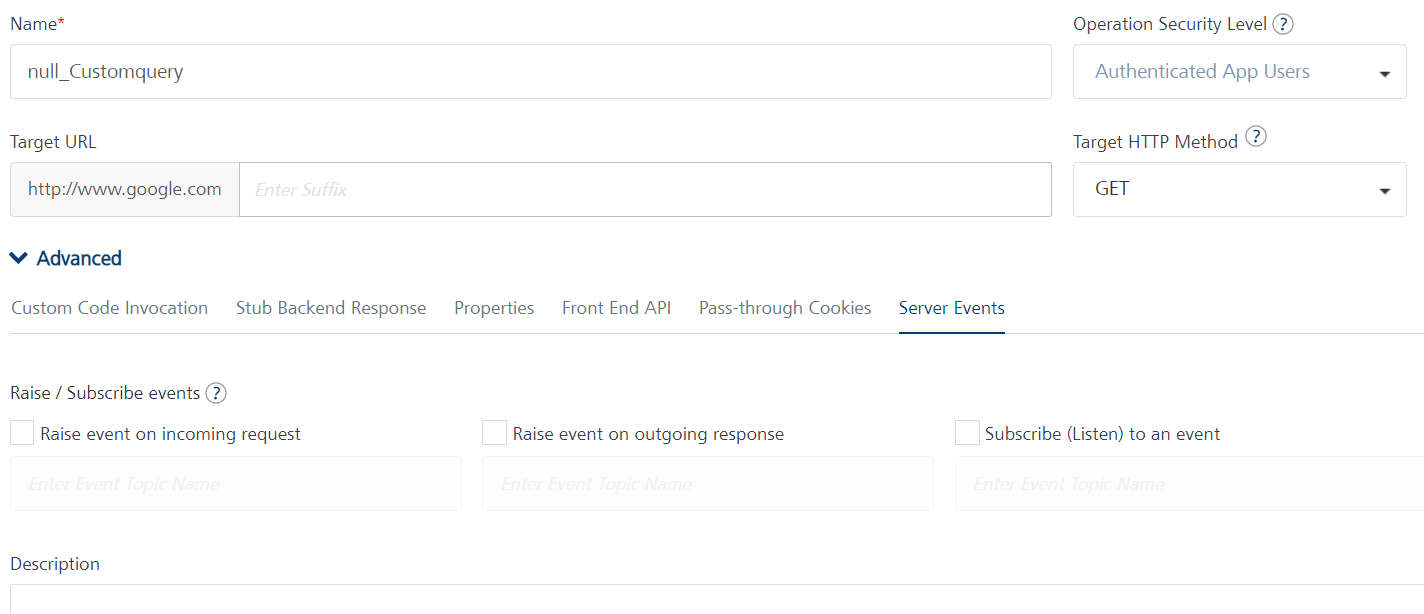 Name*
Operation Security Level ?
null_Customquery
Authenticated App Users
Target URL
Target HTTP Method ?
http://www.google.com
Enter Suffix
GET
Advanced
Custom Code Invocation Stub Backend Response Properties Front End API Pass-through Cookies Server Events
Raise / Subscribe events ?
Raise event on incoming request
Raise event on outgoing response
Subscribe (Listen) to an event
Enter Event Topic Name
Enter Event Topic Name
Enter Event Topic Name
Description